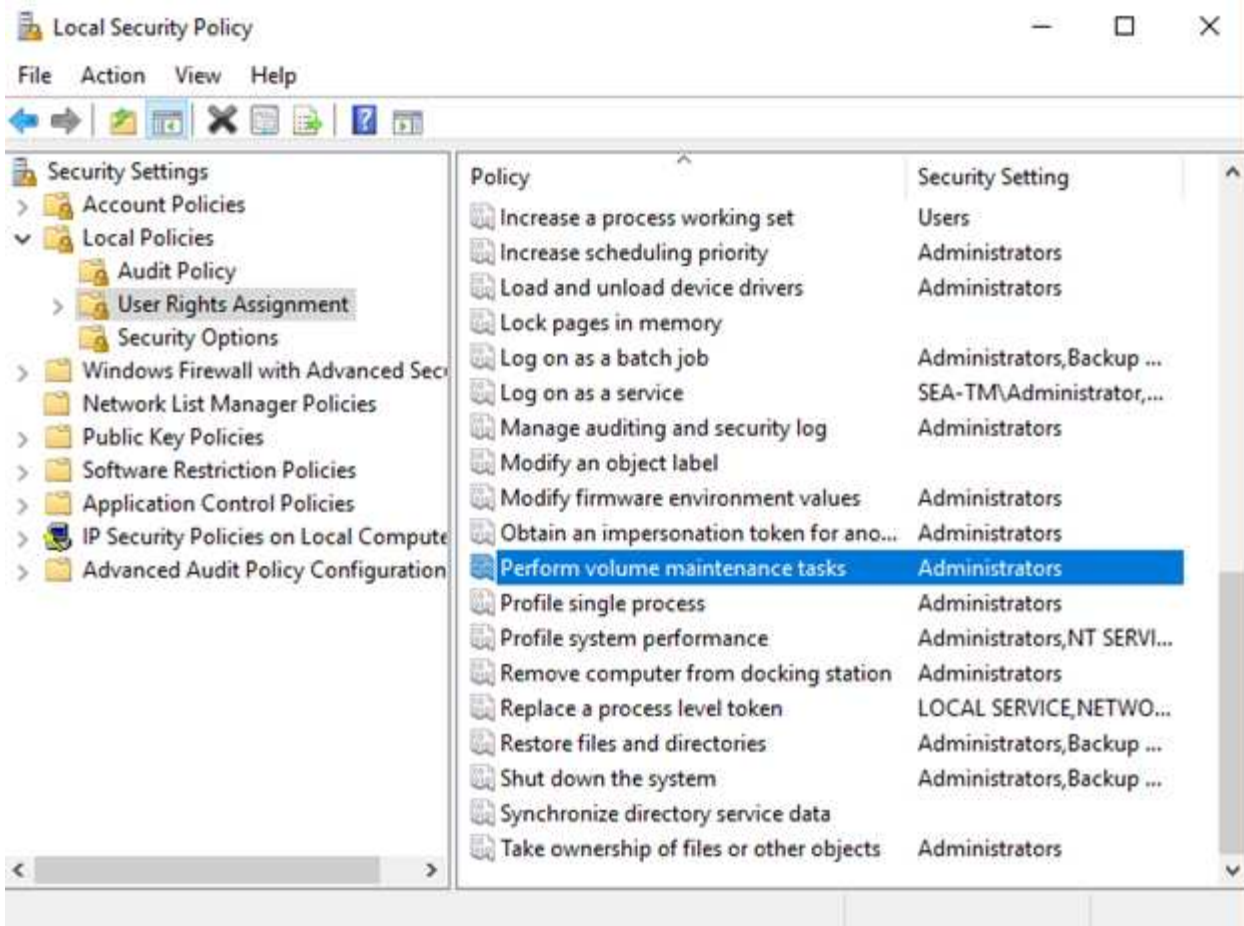 Local Security Policy
File Action View Help
Security Settings
Account Policies
Local Policies
Audit Policy
User Rights Assignment
Security Options
Windows Firewall with Advanced Secu
Network List Manager Policies
Public Key Policies
Software Restriction Policies
Application Control Policies
IP Security Policies on Local Compute
Advanced Audit Policy Configuration
Policy Security Setting
Increase a process working set Users
Increase scheduling priority Administrators
Load and unload device drivers Administrators
Lock pages in memory
Log on as a batch job Administrators,Backup ...
Log on as a service SEA-TM\Administrator,...
Manage auditing and security log Administrators
Modify an object label
Modify firmware environment values Administrators
Obtain an impersonation token for ano... Administrators
Perform volume maintenance tasks Administrators
Profile single process Administrators
Profile system performance Administrators,NT SERVI...
Remove computer from docking station Administrators
Replace a process level token LOCAL SERVICE,NETWO...
Restore files and directories Administrators,Backup ...
Shut down the system Administrators,Backup ...
Synchronize directory service data
Take ownership of files or other objects Administrators